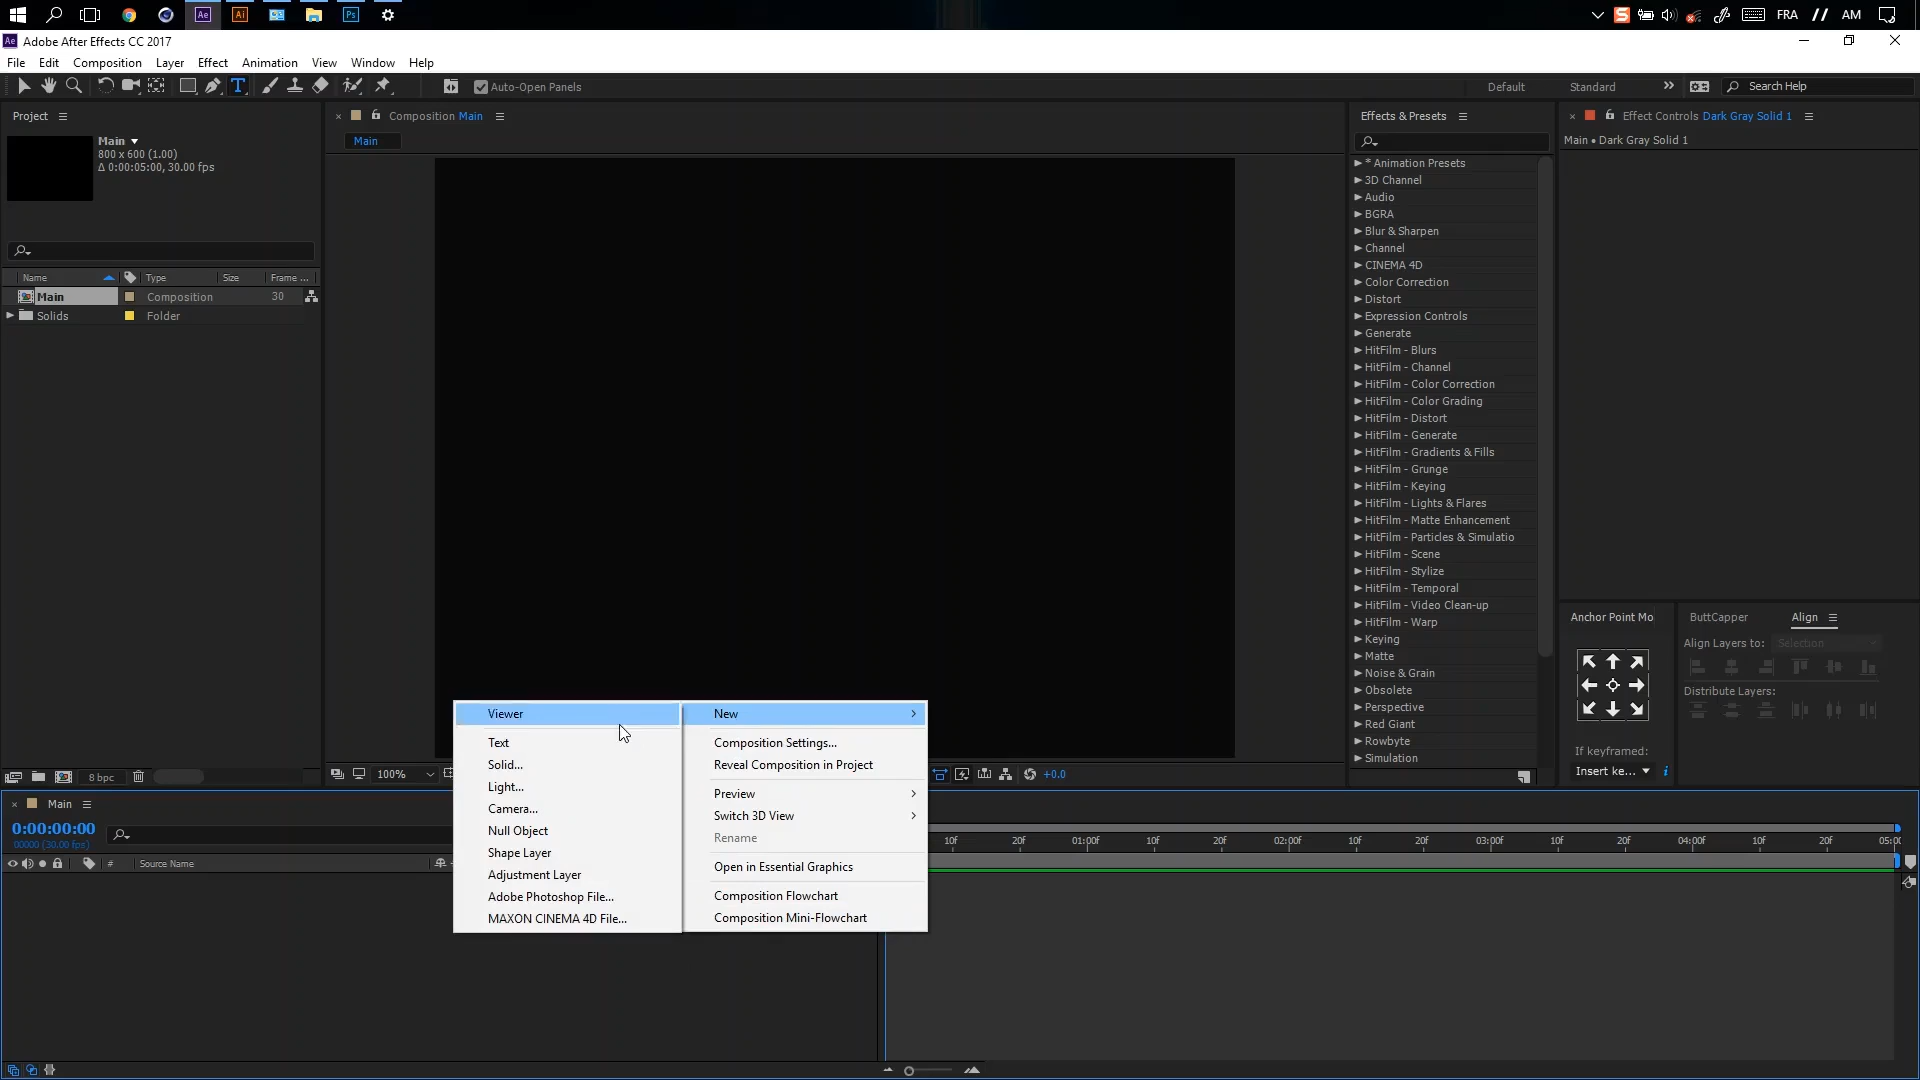 FRA
AM
Adobe After Effects CC 2017
File Edit Composition Layer Effect Animation View Window Help
Auto-Open Panels
Default
Standard
Search Help
Project
Main
800 x 600 (1.00)
Δ 0:00:05:00, 30.00 fps
Name Type Size Frame ...
Main Composition 30
Solids Folder
8 bpc
Composition Main
Main
100%
+0.0
Effects & Presets
* Animation Presets
3D Channel
Audio
BGRA
Blur & Sharpen
Channel
CINEMA 4D
Color Correction
Distort
Expression Controls
Generate
HitFilm - Blurs
HitFilm - Channel
HitFilm - Color Correction
HitFilm - Color Grading
HitFilm - Distort
HitFilm - Generate
HitFilm - Gradients & Fills
HitFilm - Grunge
HitFilm - Keying
HitFilm - Lights & Flares
HitFilm - Matte Enhancement
HitFilm - Particles & Simulatio
HitFilm - Scene
HitFilm - Stylize
HitFilm - Temporal
HitFilm - Video Clean-up
HitFilm - Warp
Keying
Matte
Noise & Grain
Obsolete
Perspective
Red Giant
Rowbyte
Simulation
Effect Controls Dark Gray Solid 1
Main • Dark Gray Solid 1
Anchor Point Mo
If keyframed:
Insert ke...
ButtCapper
Align
Align Layers to: Selection
Distribute Layers:
Viewer
Text
Solid...
Light...
Camera...
Null Object
Shape Layer
Adjustment Layer
Adobe Photoshop File...
MAXON CINEMA 4D File...
New
Composition Settings...
Reveal Composition in Project
Preview
Switch 3D View
Rename
Open in Essential Graphics
Composition Flowchart
Composition Mini-Flowchart
Main
0:00:00:00
00000 (30.00 fps)
# Source Name
10f 20f 01:00f 10f 20f 02:00f 10f 20f 03:00f 10f 20f 04:00f 10f 20f 05:0